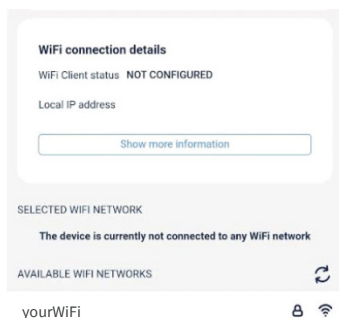 WiFi connection details
WiFi Client status NOT CONFIGURED
Local IP address
Show more information
SELECTED WIFI NETWORK
The device is currently not connected to any WiFi network
AVAILABLE WIFI NETWORKS
yourWiFi